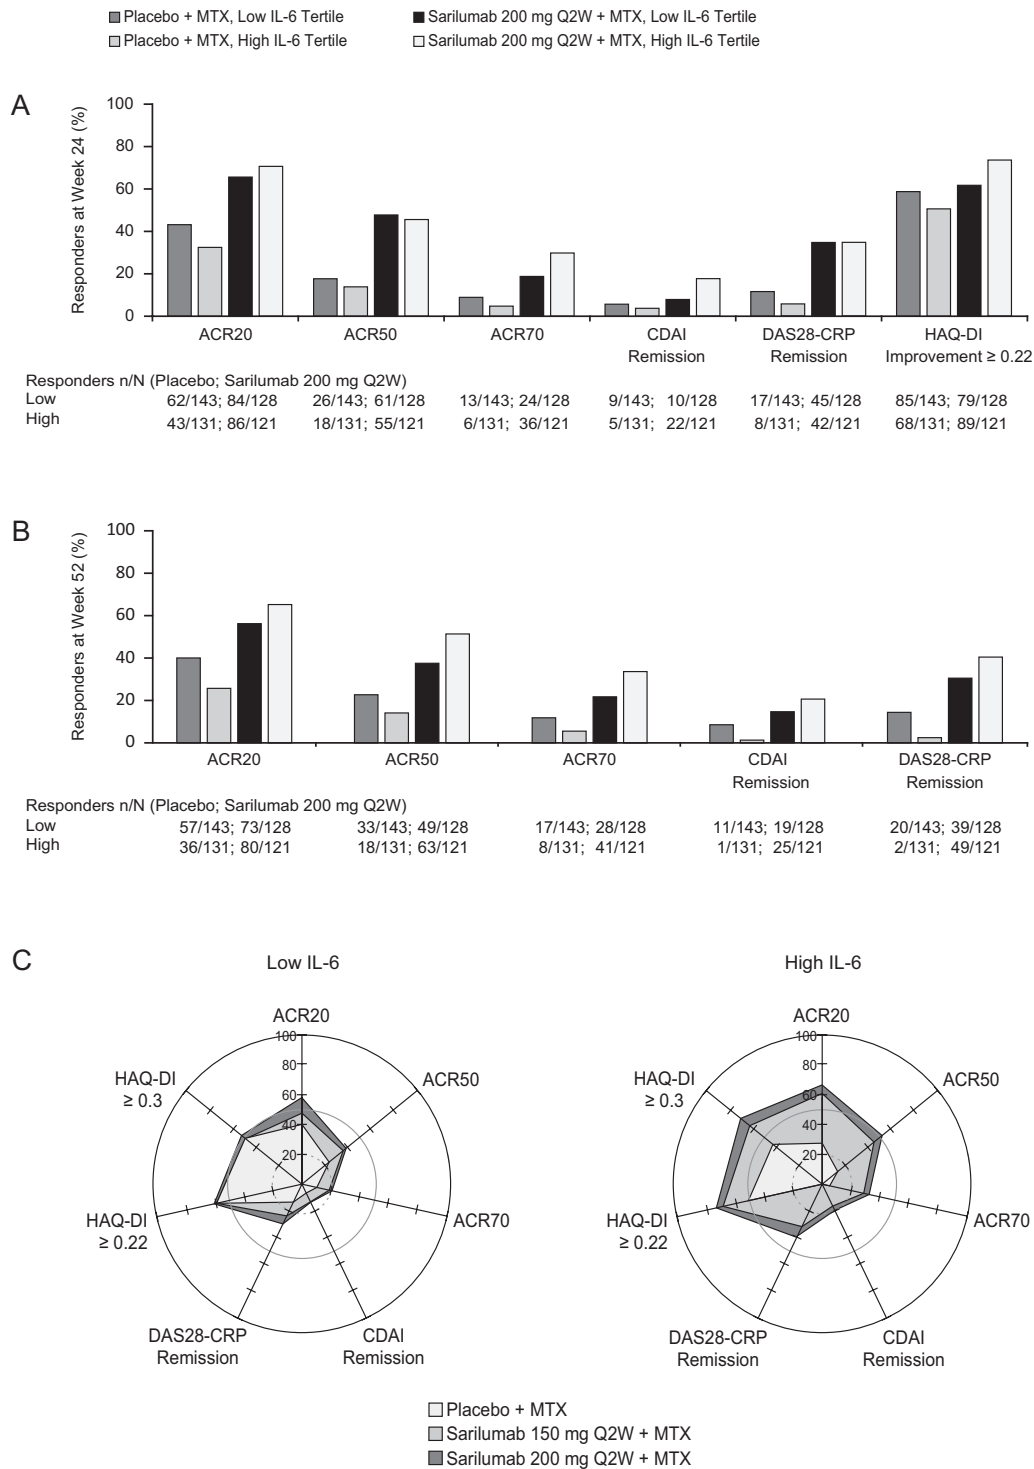 Placebo + MTX, Low IL-6 Tertile Sarilumab 200 mg Q2W + MTX, Low IL-6 Tertile
Placebo + MTX, High IL-6 Tertile Sarilumab 200 mg Q2W + MTX, High IL-6 Tertile
A
Responders at Week 24 (%)
100
80
60
40
20
0
ACR20 ACR50 ACR70 CDAI Remission DAS28-CRP Remission HAQ-DI Improvement ≥ 0.22
Responders n/N (Placebo; Sarilumab 200 mg Q2W)
Low 62/143; 84/128 26/143; 61/128 13/143; 24/128 9/143; 10/128 17/143; 45/128 85/143; 79/128
High 43/131; 86/121 18/131; 55/121 6/131; 36/121 5/131; 22/121 8/131; 42/121 68/131; 89/121
B
Responders at Week 52 (%)
100
80
60
40
20
0
ACR20 ACR50 ACR70 CDAI Remission DAS28-CRP Remission
Responders n/N (Placebo; Sarilumab 200 mg Q2W)
Low 57/143; 73/128 33/143; 49/128 17/143; 28/128 11/143; 19/128 20/143; 39/128
High 36/131; 80/121 18/131; 63/121 8/131; 41/121 1/131; 25/121 2/131; 49/121
C
Low IL-6
ACR20
100
80
60
40
20
ACR50
ACR70
CDAI
Remission
DAS28-CRP
Remission
HAQ-DI
≥ 0.22
HAQ-DI
≥ 0.3
High IL-6
ACR20
100
80
60
40
20
ACR50
ACR70
CDAI
Remission
DAS28-CRP
Remission
HAQ-DI
≥ 0.22
HAQ-DI
≥ 0.3
Placebo + MTX
Sarilumab 150 mg Q2W + MTX
Sarilumab 200 mg Q2W + MTX